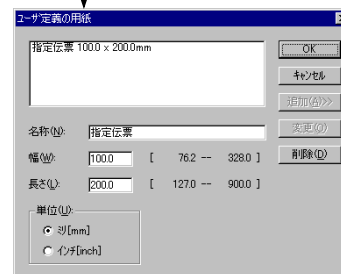 ユーザ定義の用紙
指定伝票 100.0 x 200.0mm
OK
キャンセル
追加(A)>>
名称(N): 指定伝票
変更(O)
幅(W): 100.0 [ 76.2 -- 328.0 ]
削除(D)
長さ(L): 200.0 [ 127.0 -- 900.0 ]
単位(U):
ミリ[mm]
インチ[inch]